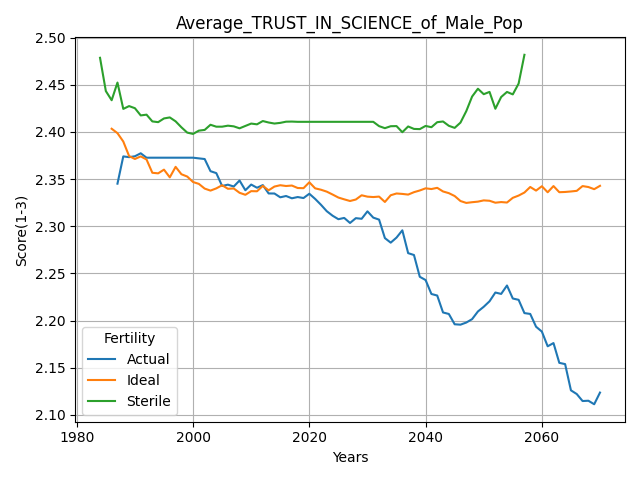 Average_TRUST_IN_SCIENCE_of_Male_Pop
Score(1-3)
2.50
2.45
2.40
2.35
2.30
2.25
2.20
2.15
2.10
Fertility
Actual
Ideal
Sterile
1980
2000
2020
2040
2060
Years